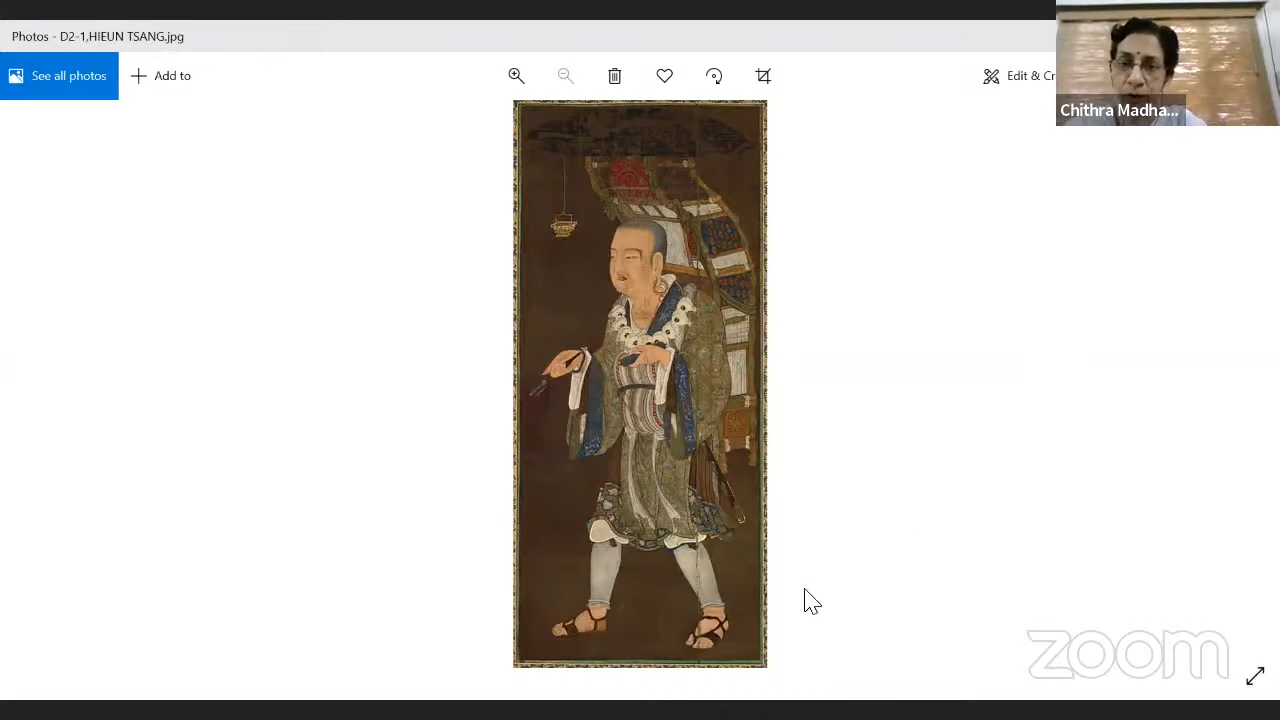 Photos - D2-1,HIEUN TSANG.jpg
See all photos
Add to
Edit & Cr
Chithra Madha...
zoom